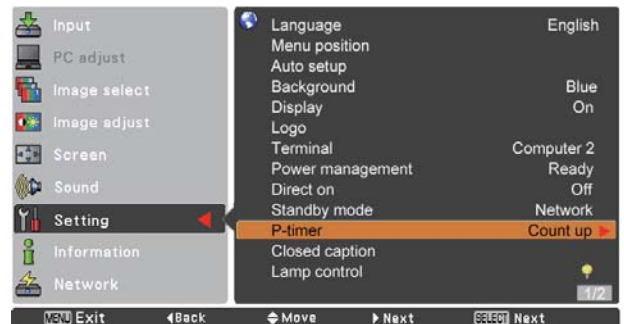 Input
PC adjust
Image select
Image adjust
Screen
Sound
Setting
Information
Network
Language English
Menu position
Auto setup
Background Blue
Display On
Logo
Terminal Computer 2
Power management Ready
Direct on Off
Standby mode Network
P-timer Count up
Closed caption
Lamp control
1/2
MENU Exit Back Move Next SELECT Next